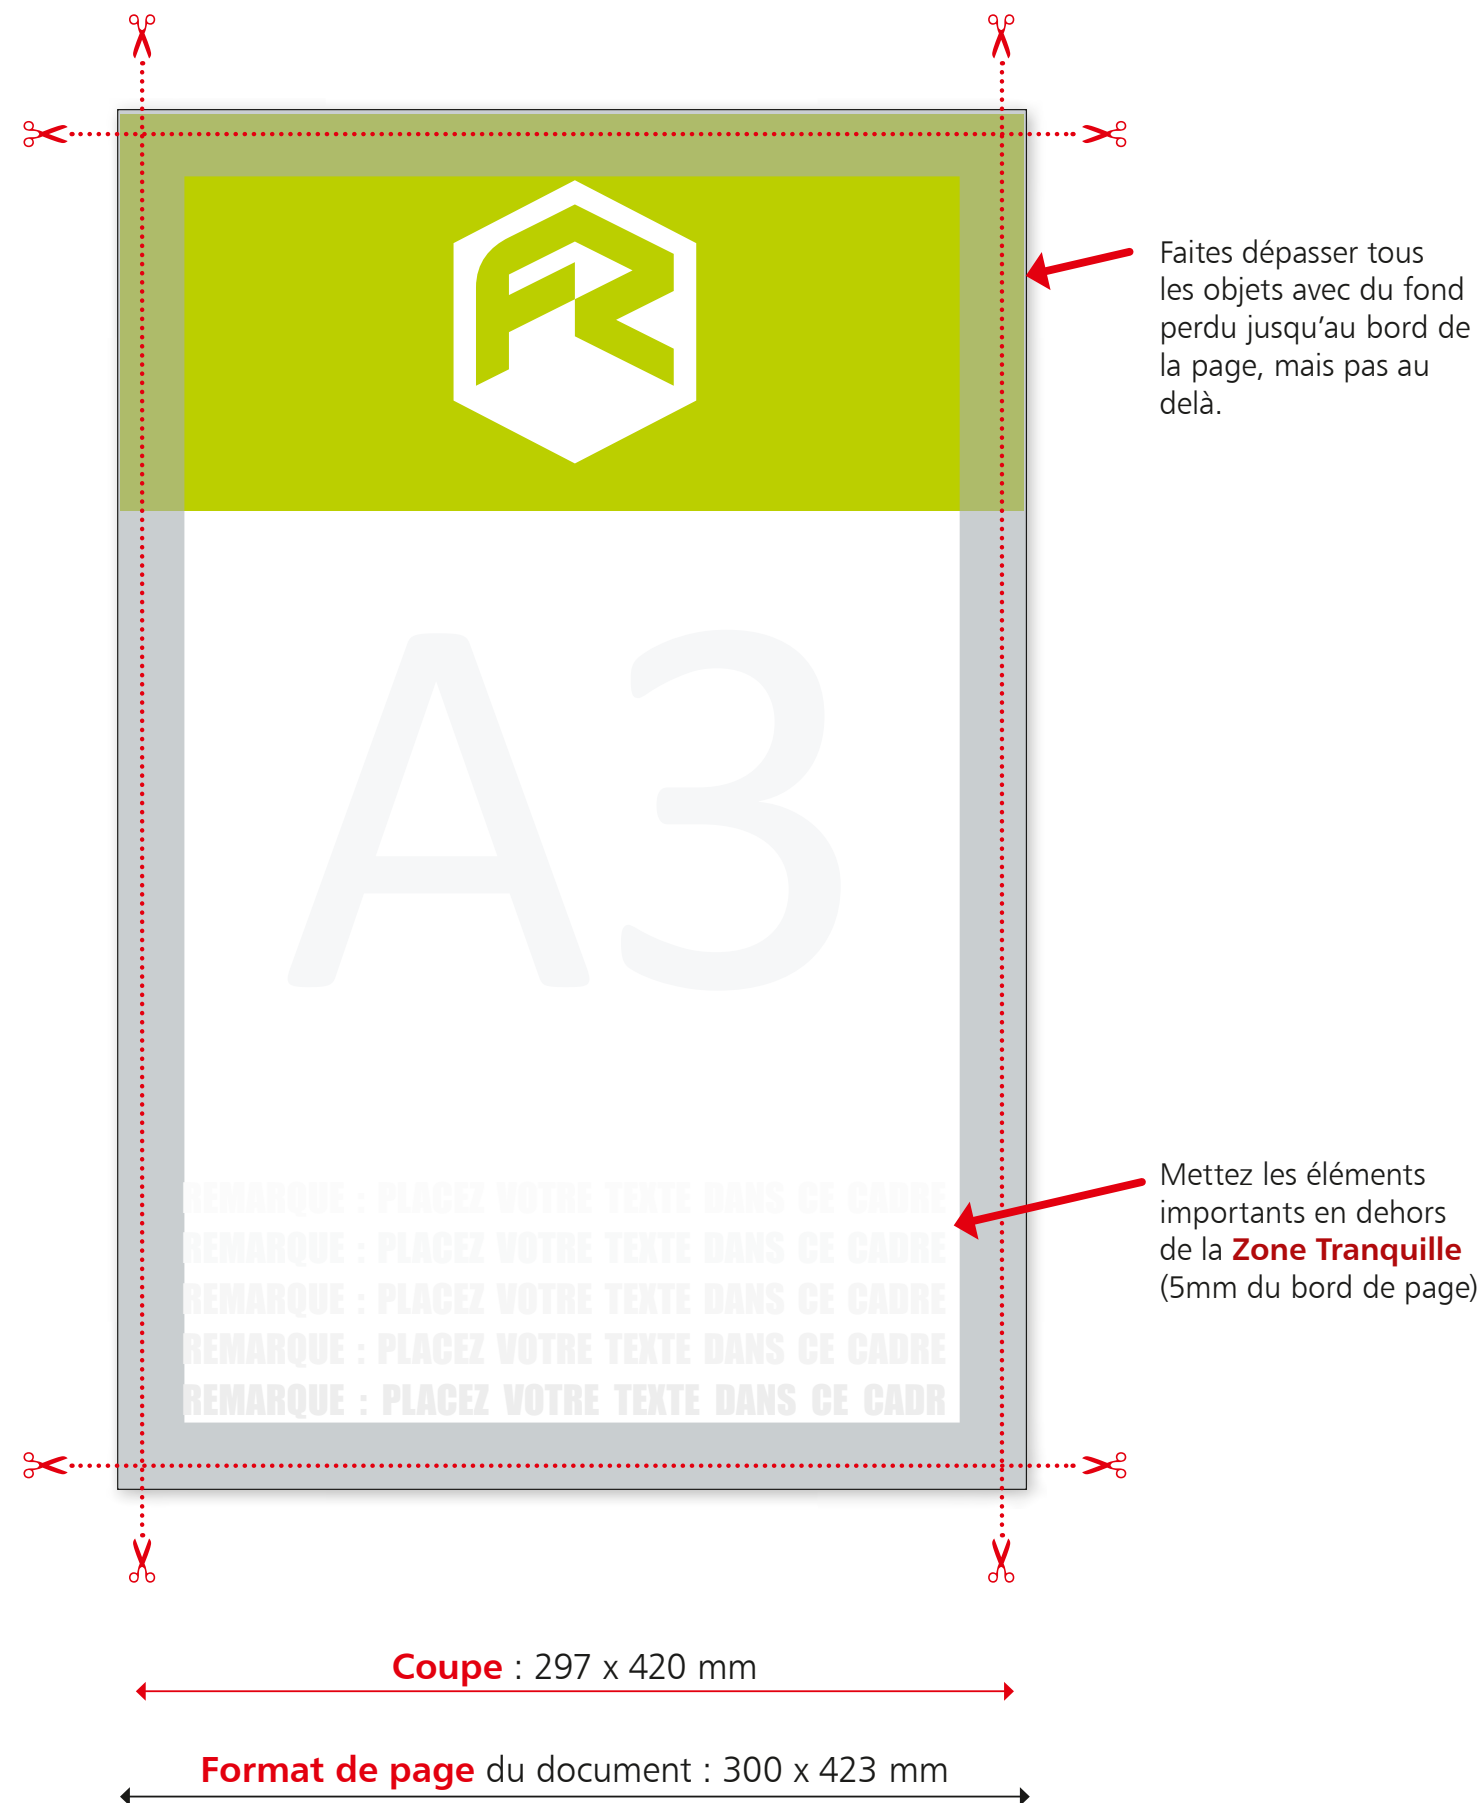 Faites dépasser tous
les objets avec du fond
perdu jusqu’au bord de
la page, mais pas au
delà.
A3
Mettez les éléments
importants en dehors
de la Zone Tranquille
(5mm du bord de page)
REMARQUE : PLACEZ VOTRE TEXTE DANS CE CADRE
REMARQUE : PLACEZ VOTRE TEXTE DANS CE CADRE
REMARQUE : PLACEZ VOTRE TEXTE DANS CE CADRE
REMARQUE : PLACEZ VOTRE TEXTE DANS CE CADRE
REMARQUE : PLACEZ VOTRE TEXTE DANS CE CADR
Coupe : 297 x 420 mm
Format de page du document : 300 x 423 mm